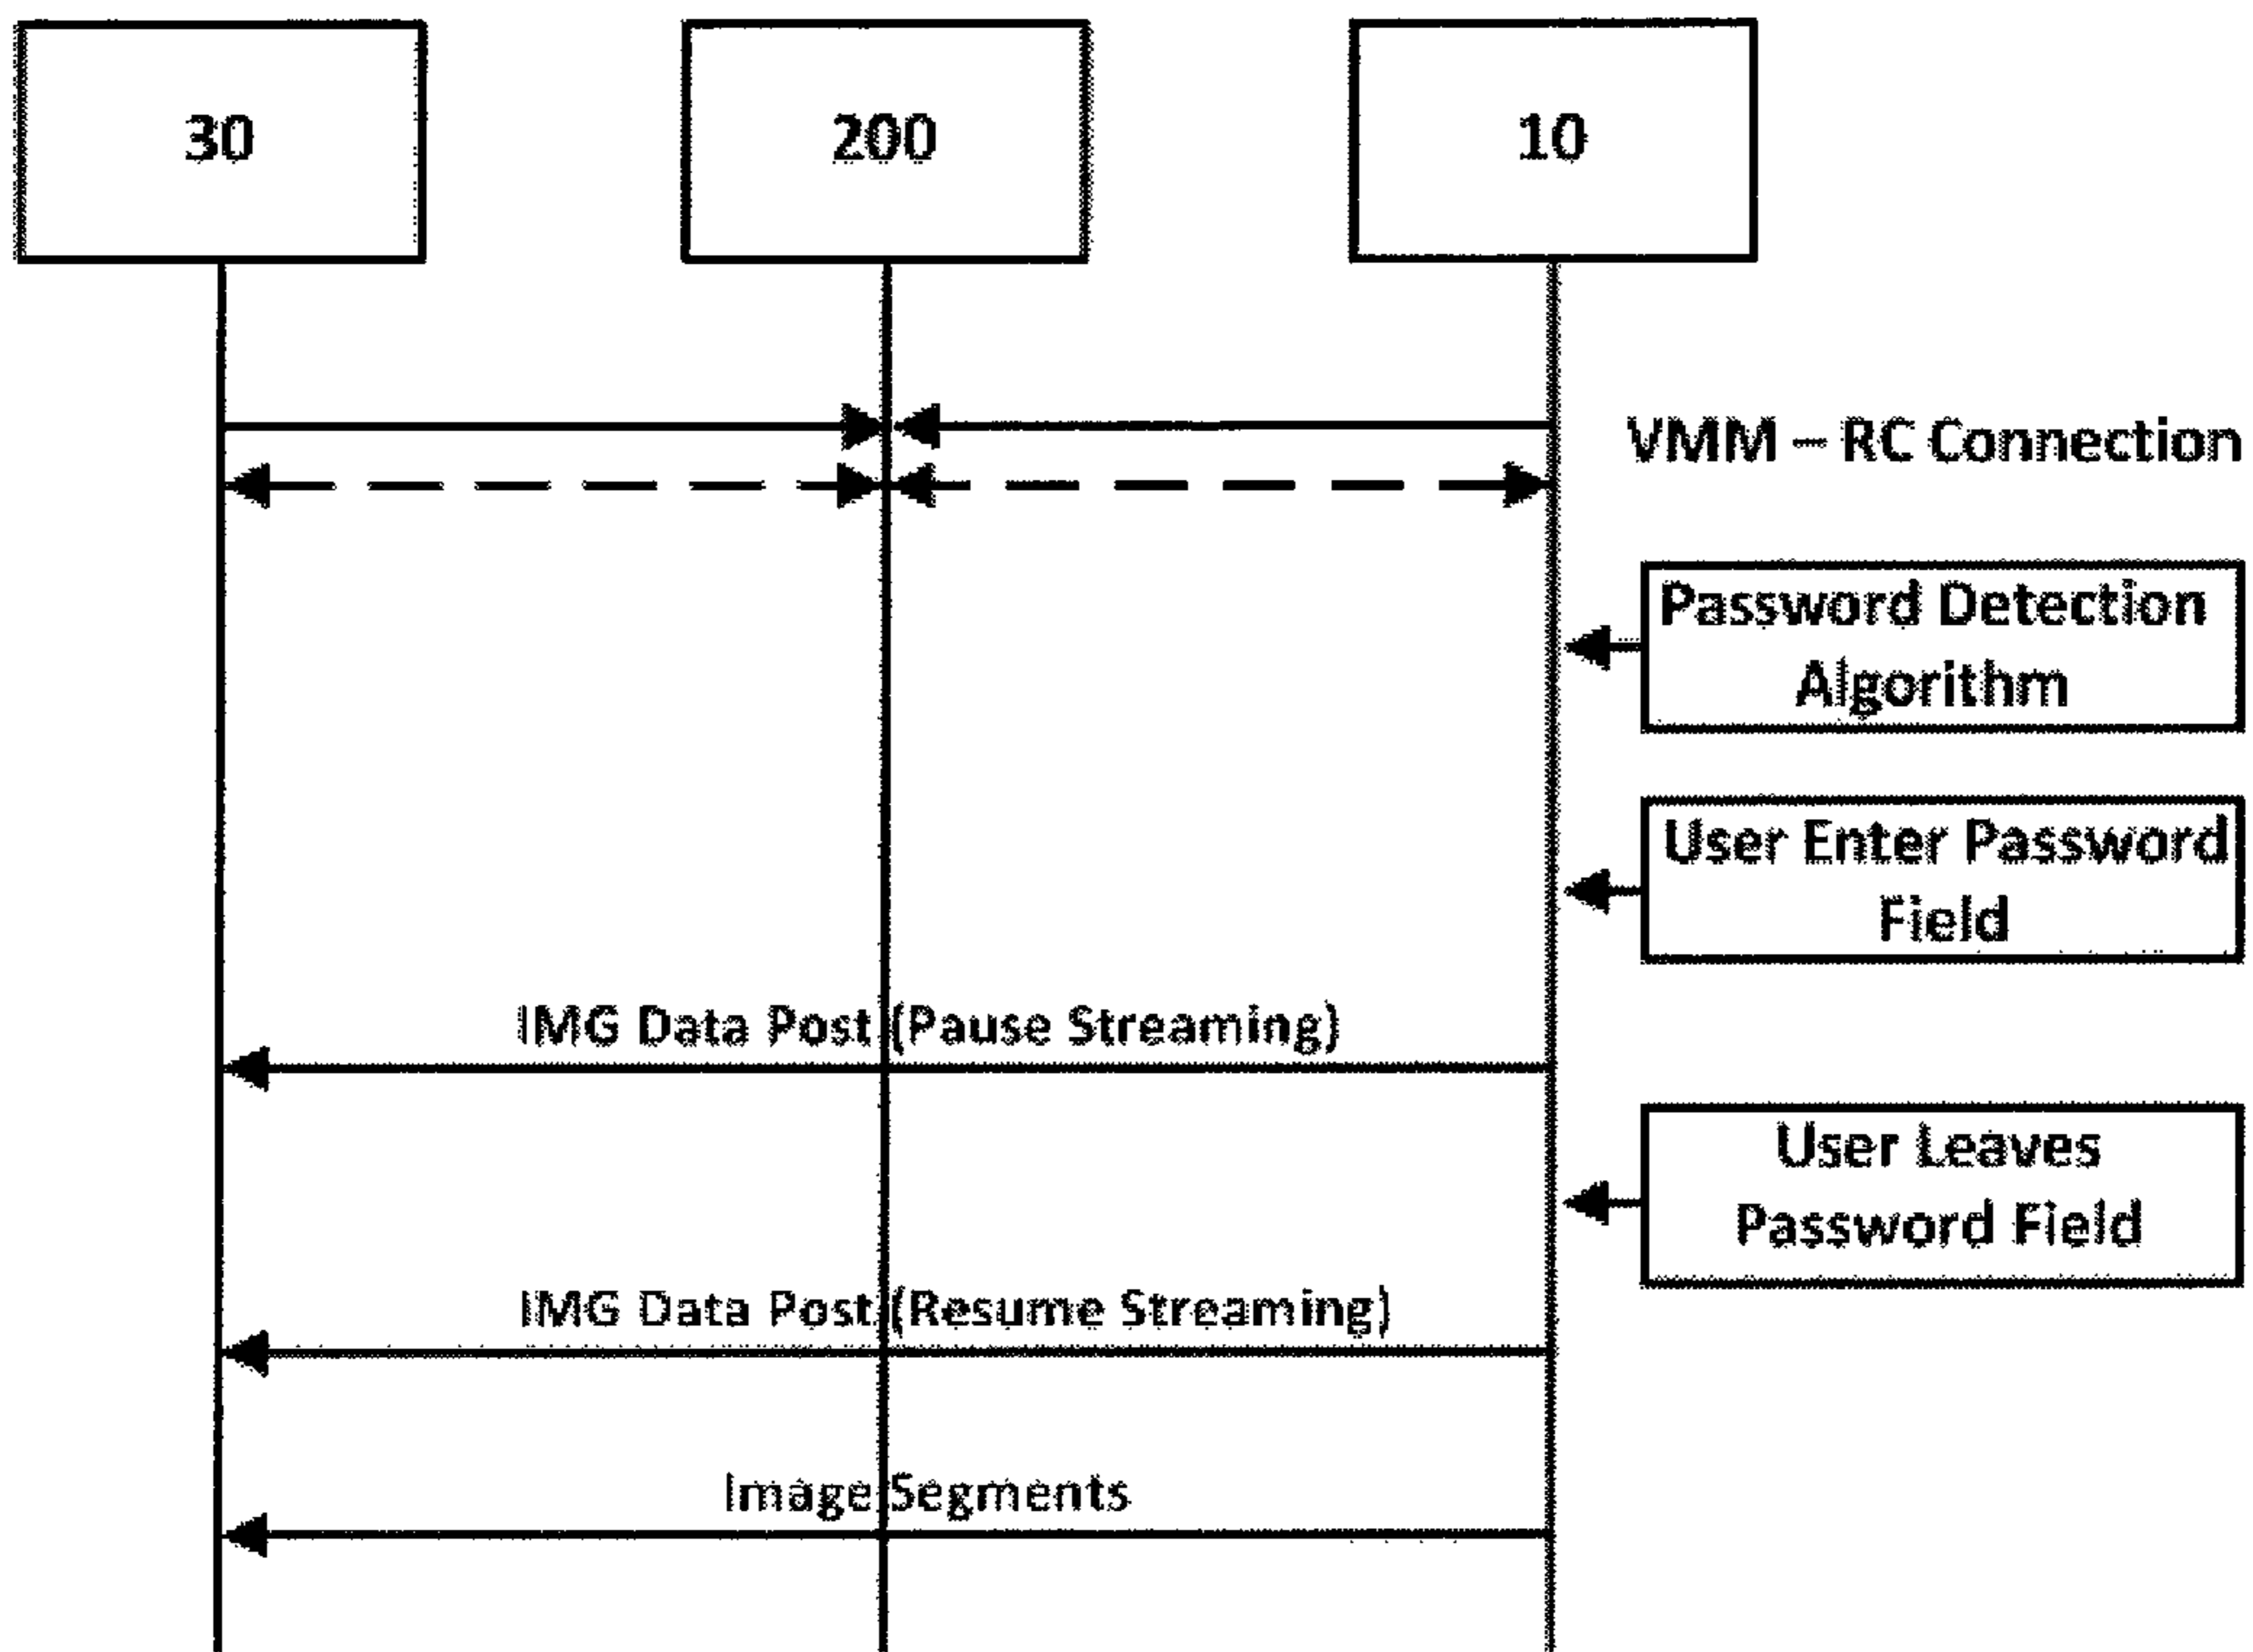 30
200
10
VMM – RC Connection
Password Detection
Algorithm
User Enter Password
Field
IMG Data Post (Pause Streaming)
User Leaves
Password Field
IMG Data Post (Resume Streaming)
Image Segments